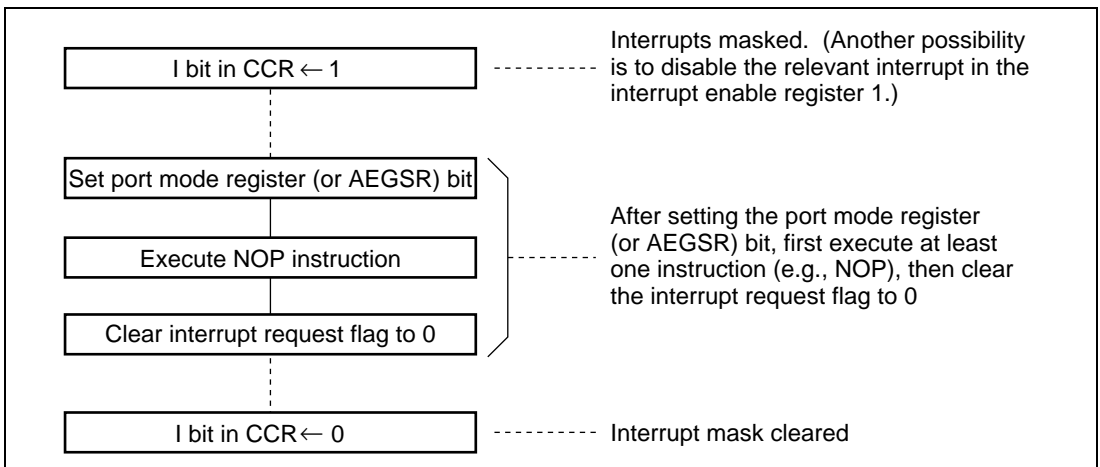 I bit in CCR ← 1
Interrupts masked. (Another possibility
is to disable the relevant interrupt in the
interrupt enable register 1.)
Set port mode register (or AEGSR) bit
Execute NOP instruction
Clear interrupt request flag to 0
After setting the port mode register
(or AEGSR) bit, first execute at least
one instruction (e.g., NOP), then clear
the interrupt request flag to 0
I bit in CCR ← 0
Interrupt mask cleared